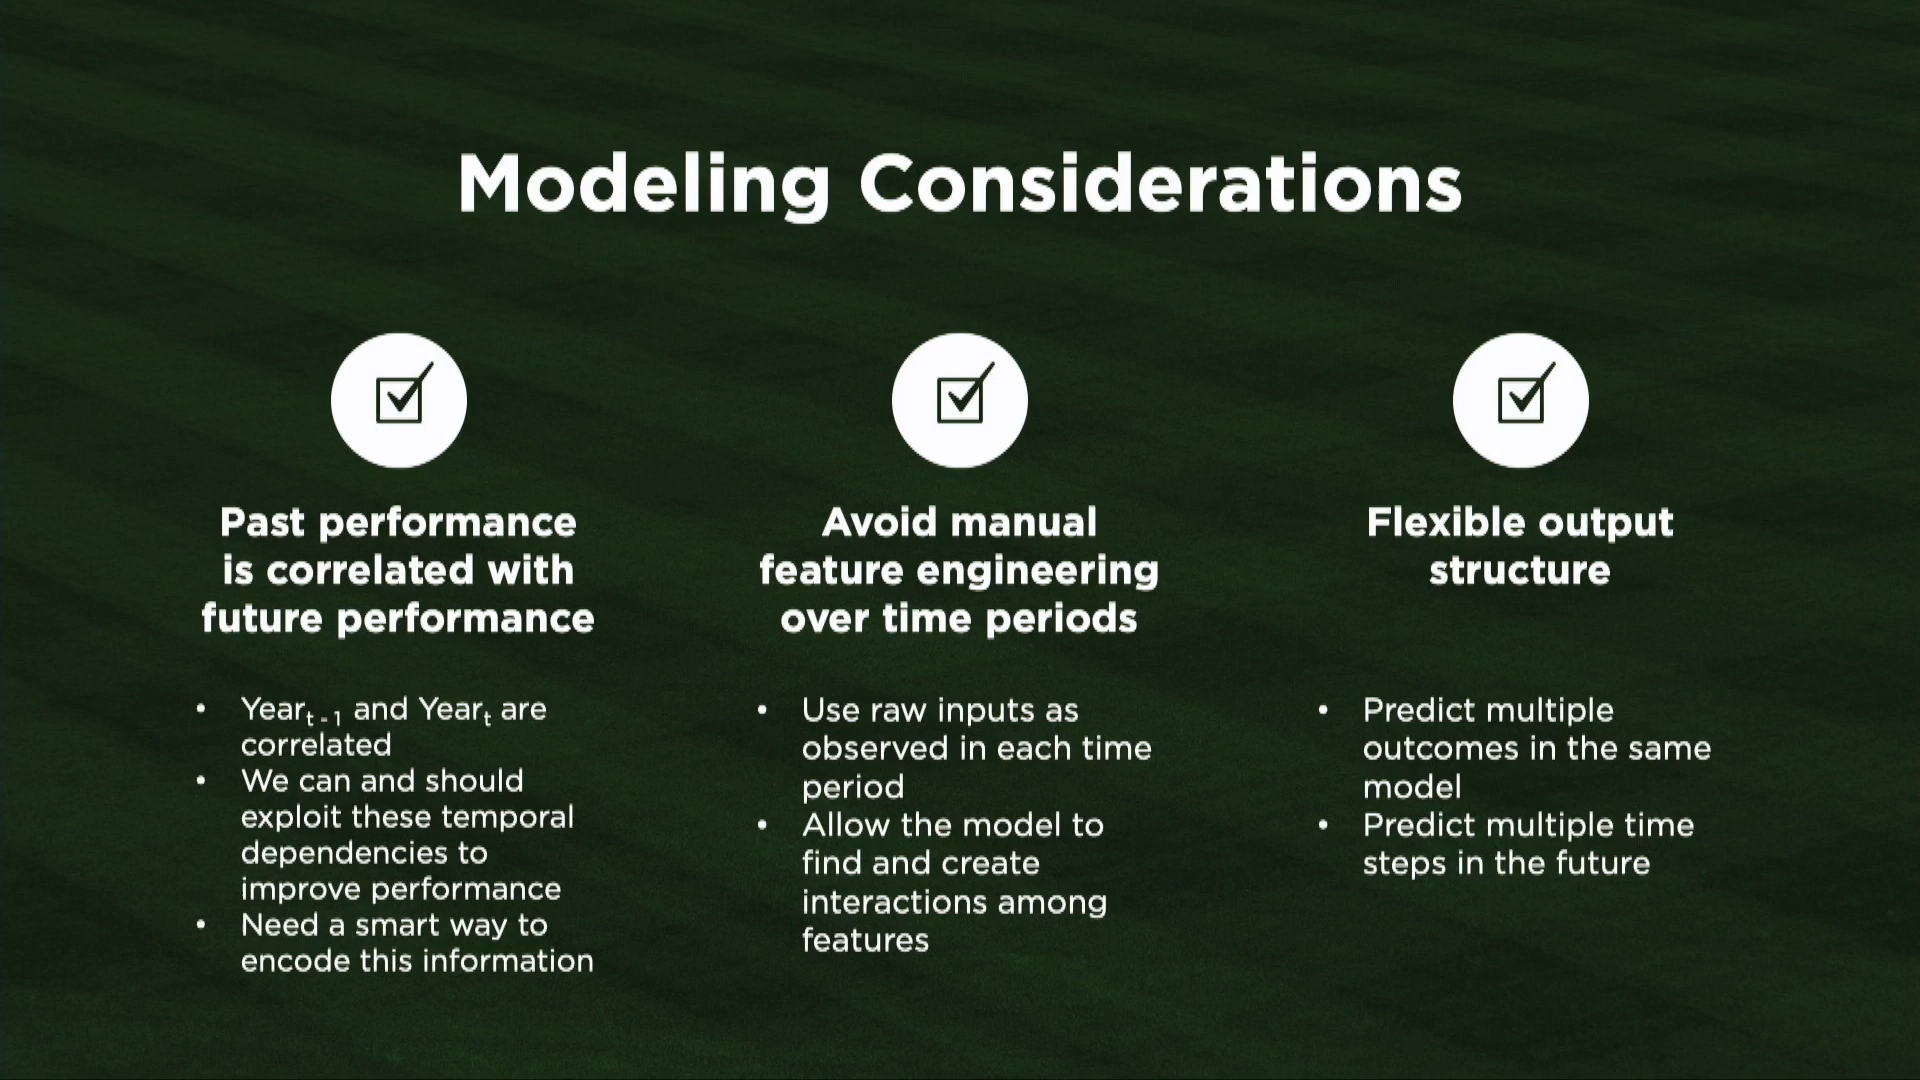 Modeling Considerations
Past performance
is correlated with
future performance
• Yearₜ₋₁ and Yearₜ are
correlated
• We can and should
exploit these temporal
dependencies to
improve performance
• Need a smart way to
encode this information
Avoid manual
feature engineering
over time periods
• Use raw inputs as
observed in each time
period
• Allow the model to
find and create
interactions among
features
Flexible output
structure
• Predict multiple
outcomes in the same
model
• Predict multiple time
steps in the future